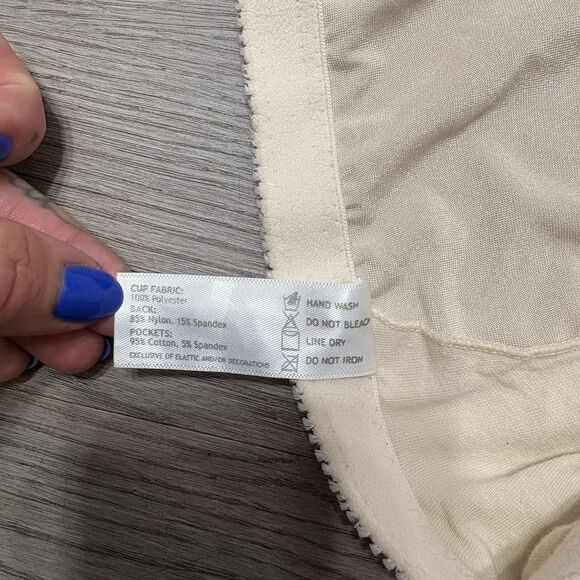 CUP FABRIC:
100% Polyester
BACK:
85% Nylon, 15% Spandex
POCKETS:
95% Cotton, 5% Spandex
EXCLUSIVE OF ELASTIC AND/OR DECORATIONS
HAND WASH
DO NOT BLEACH
LINE DRY
DO NOT IRON